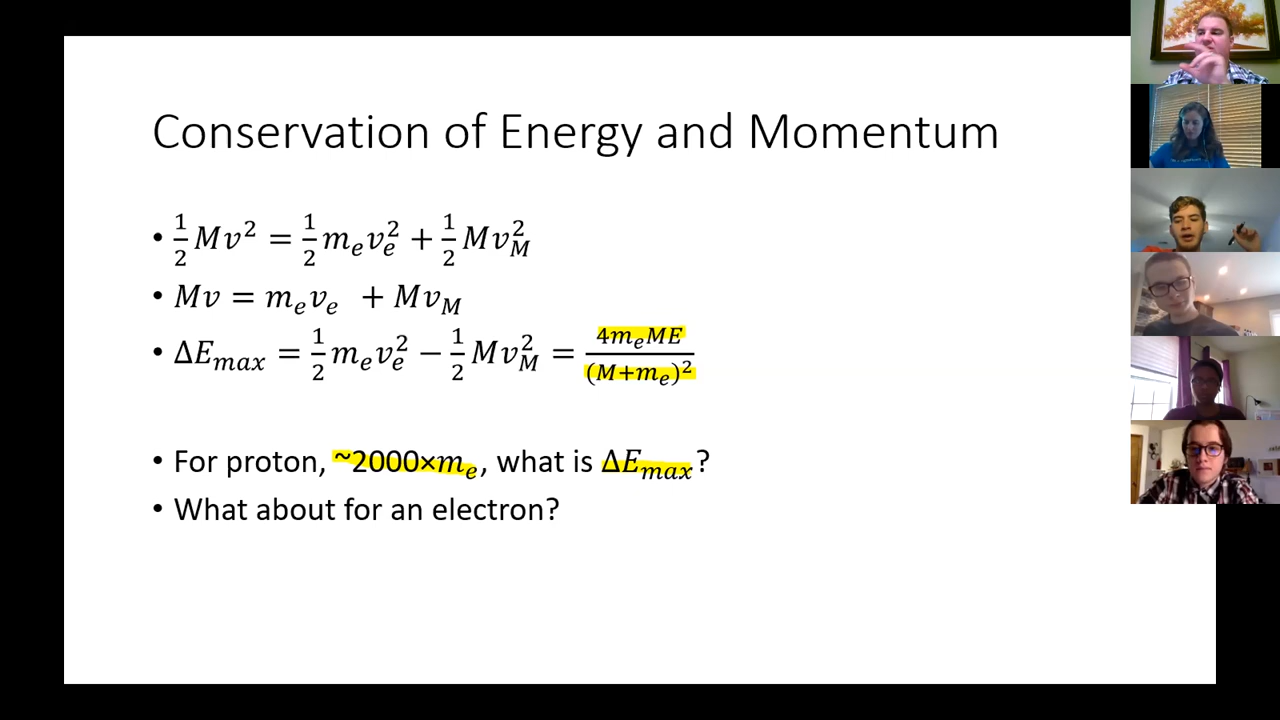 Conservation of Energy and Momentum
• ½Mv² = ½mₑvₑ² + ½Mv_M²
• Mv = mₑvₑ + Mv_M
• ΔE_max = ½mₑvₑ² − ½Mv_M² = 4mₑME/(M+mₑ)²
• For proton, ~2000×mₑ, what is ΔE_max?
• What about for an electron?